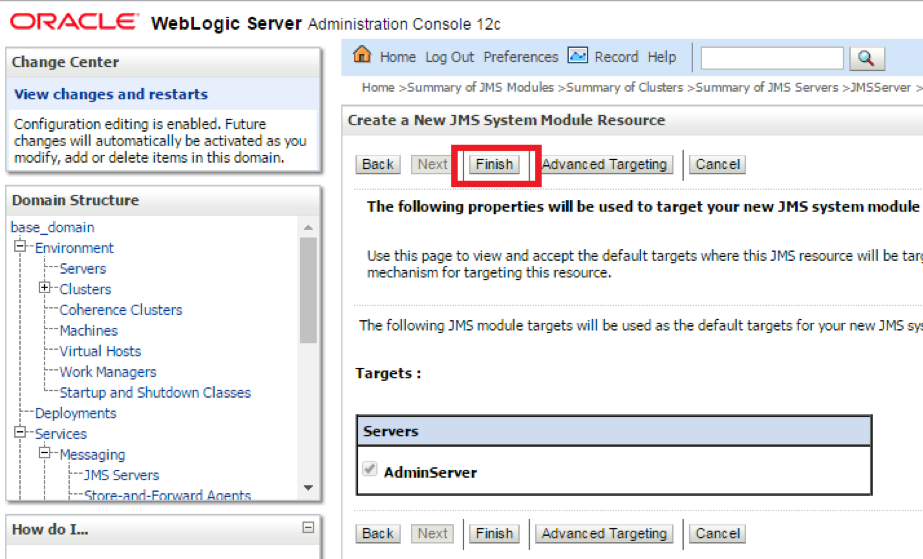 ORACLE WebLogic Server Administration Console 12c
Change Center
View changes and restarts
Configuration editing is enabled. Future
changes will automatically be activated as you
modify, add or delete items in this domain.
Domain Structure
base_domain
Environment
Servers
Clusters
Coherence Clusters
Machines
Virtual Hosts
Work Managers
Startup and Shutdown Classes
Deployments
Services
Messaging
JMS Servers
Store-and-Forward Agents
How do I...
Home Log Out Preferences Record Help
Home >Summary of JMS Modules >Summary of Clusters >Summary of JMS Servers >JMSServer >
Create a New JMS System Module Resource
Back Next Finish Advanced Targeting Cancel
The following properties will be used to target your new JMS system module
Use this page to view and accept the default targets where this JMS resource will be
mechanism for targeting this resource.
The following JMS module targets will be used as the default targets for your new JMS
Targets :
Servers
AdminServer
Back Next Finish Advanced Targeting Cancel